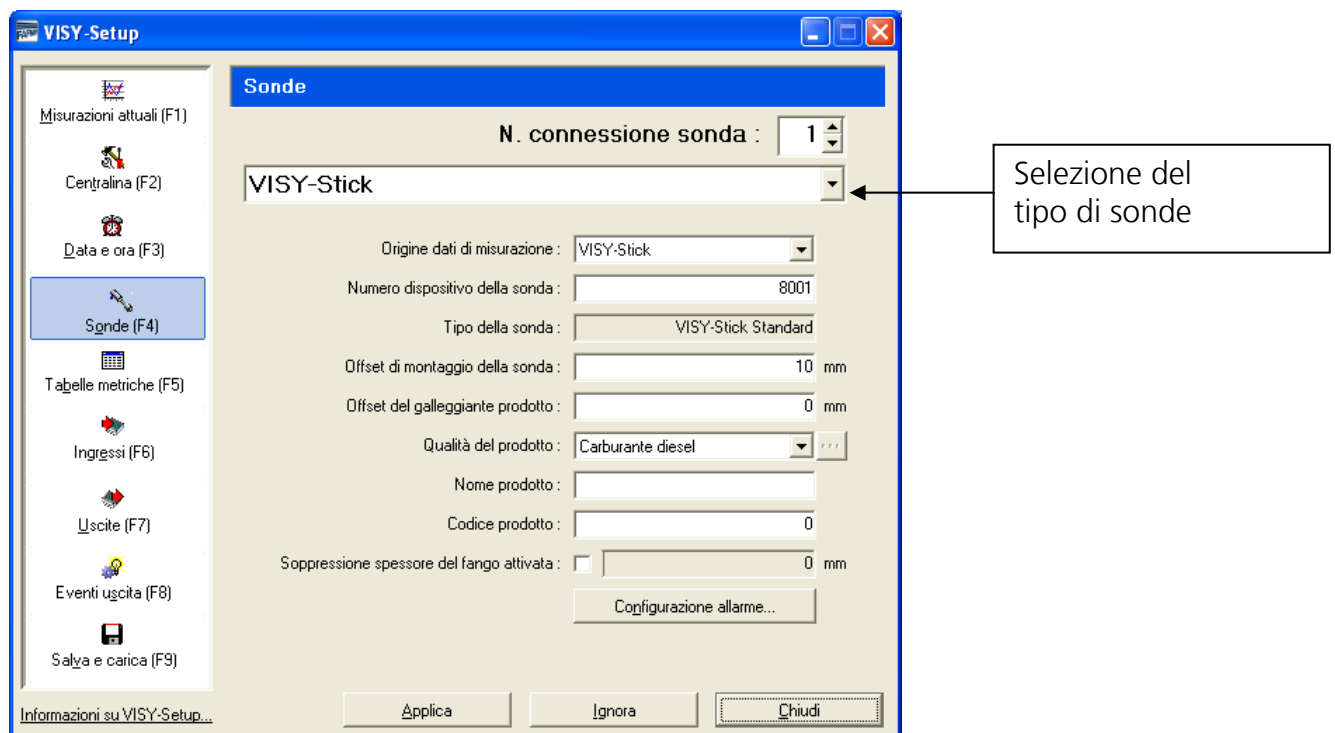 VISY-Setup
Misurazioni attuali (F1)
Centralina (F2)
Data e ora (F3)
Sonde (F4)
Tabelle metriche (F5)
Ingressi (F6)
Uscite (F7)
Eventi uscita (F8)
Salva e carica (F9)
Informazioni su VISY-Setup...
Sonde
N. connessione sonda : 1
VISY-Stick
Origine dati di misurazione : VISY-Stick
Numero dispositivo della sonda : 8001
Tipo della sonda : VISY-Stick Standard
Offset di montaggio della sonda : 10 mm
Offset del galleggiante prodotto : 0 mm
Qualità del prodotto : Carburante diesel ...
Nome prodotto :
Codice prodotto : 0
Soppressione spessore del fango attivata : 0 mm
Configurazione allarme...
Applica Ignora Chiudi
Selezione del
tipo di sonde